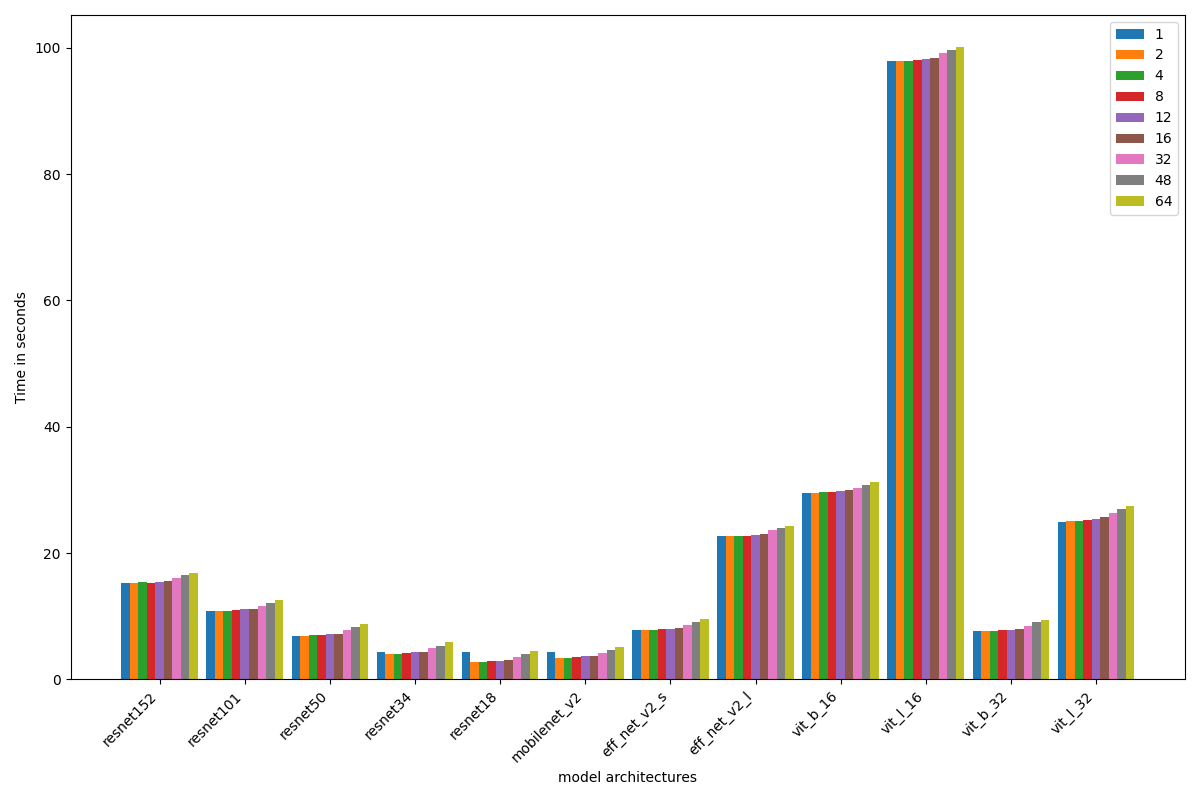 100
80
60
40
20
0
Time in seconds
1
2
4
8
12
16
32
48
64
resnet152
resnet101
resnet50
resnet34
resnet18
mobilenet_v2
eff_net_v2_s
eff_net_v2_l
vit_b_16
vit_l_16
vit_b_32
vit_l_32
model architectures